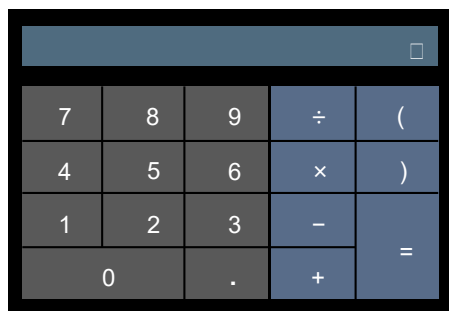 7 8 9 ÷ (
4 5 6 × )
1 2 3 −
0 . + =